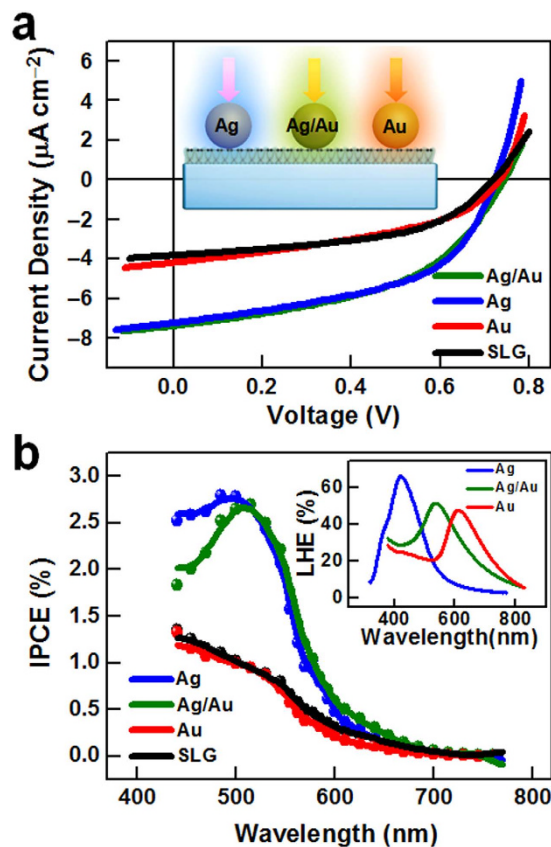 a
Current Density (μA cm⁻²)
6
4
2
0
−2
−4
−6
−8
Ag
Ag/Au
Au
Ag/Au
Ag
Au
SLG
0.0 0.2 0.4 0.6 0.8
Voltage (V)
b
IPCE (%)
3.0
2.5
2.0
1.5
1.0
0.5
0.0
Ag
Ag/Au
Au
SLG
LHE (%)
60
40
20
0
Ag
Ag/Au
Au
400 600 800
Wavelength(nm)
400 500 600 700 800
Wavelength (nm)